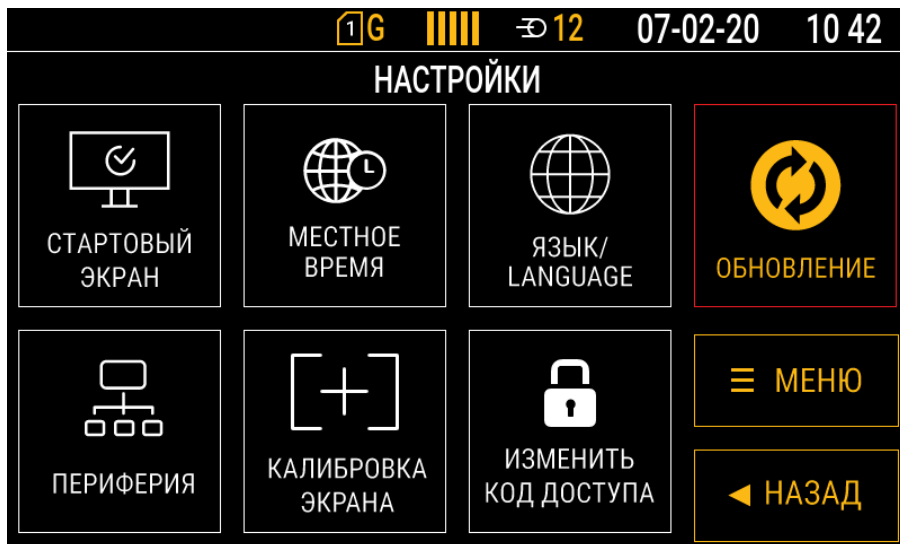 1 G 12 07-02-20 10 42
НАСТРОЙКИ
СТАРТОВЫЙ
ЭКРАН
МЕСТНОЕ
ВРЕМЯ
ЯЗЫК/
LANGUAGE
ОБНОВЛЕНИЕ
ПЕРИФЕРИЯ
КАЛИБРОВКА
ЭКРАНА
ИЗМЕНИТЬ
КОД ДОСТУПА
МЕНЮ
НАЗАД